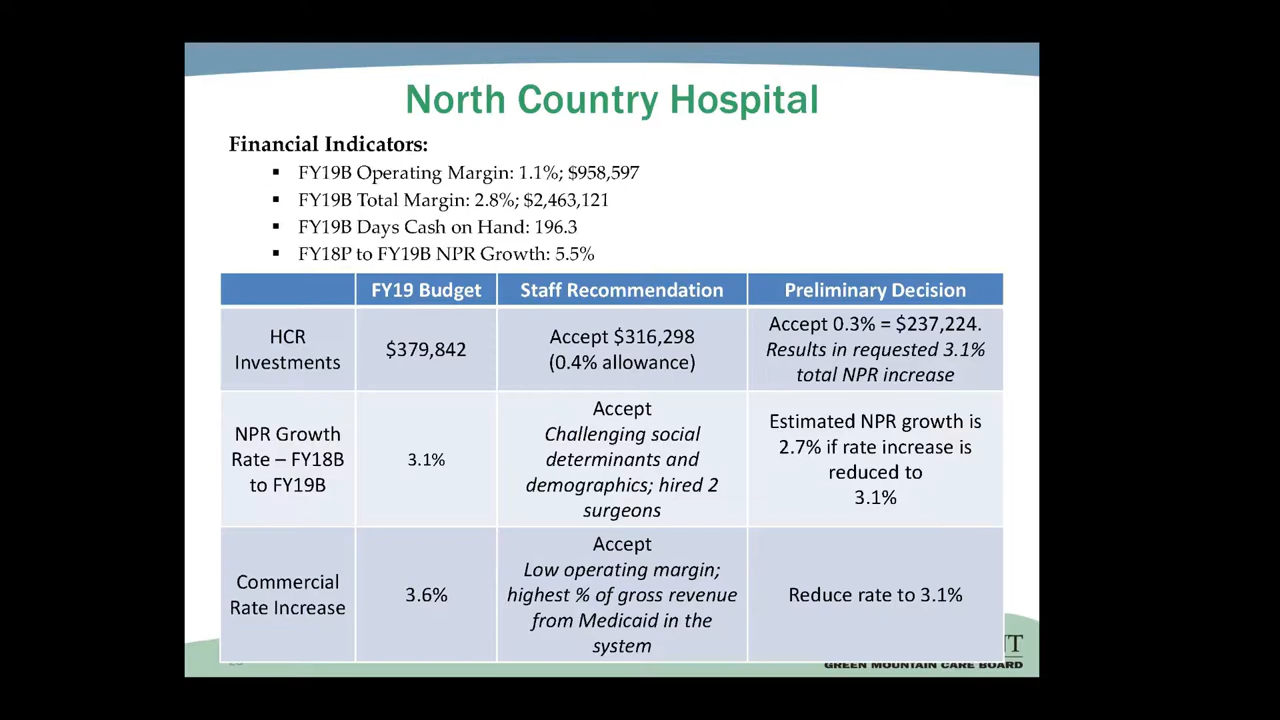 North Country Hospital
Financial Indicators:
▪ FY19B Operating Margin: 1.1%; $958,597
▪ FY19B Total Margin: 2.8%; $2,463,121
▪ FY19B Days Cash on Hand: 196.3
▪ FY18P to FY19B NPR Growth: 5.5%
FY19 Budget
Staff Recommendation
Preliminary Decision
HCR
Investments
$379,842
Accept $316,298
(0.4% allowance)
Accept 0.3% = $237,224.
Results in requested 3.1%
total NPR increase
NPR Growth
Rate – FY18B
to FY19B
3.1%
Accept
Challenging social
determinants and
demographics; hired 2
surgeons
Estimated NPR growth is
2.7% if rate increase is
reduced to
3.1%
Commercial
Rate Increase
3.6%
Accept
Low operating margin;
highest % of gross revenue
from Medicaid in the
system
Reduce rate to 3.1%
GREEN MOUNTAIN CARE BOARD